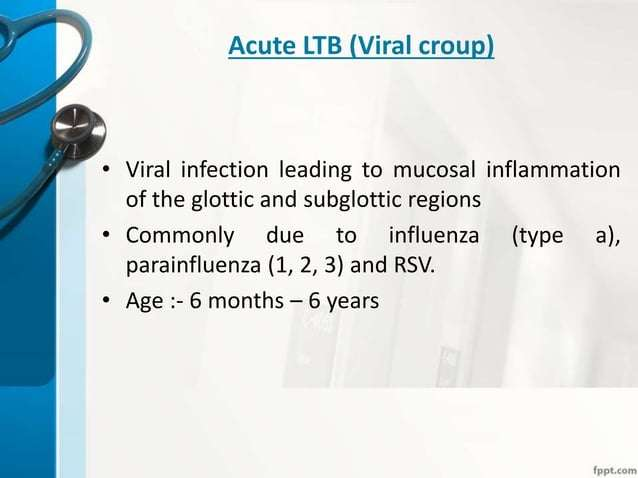 Acute LTB (Viral croup)
• Viral infection leading to mucosal inflammation
of the glottic and subglottic regions
• Commonly due to influenza (type a),
parainfluenza (1, 2, 3) and RSV.
• Age :- 6 months – 6 years
fppt.com